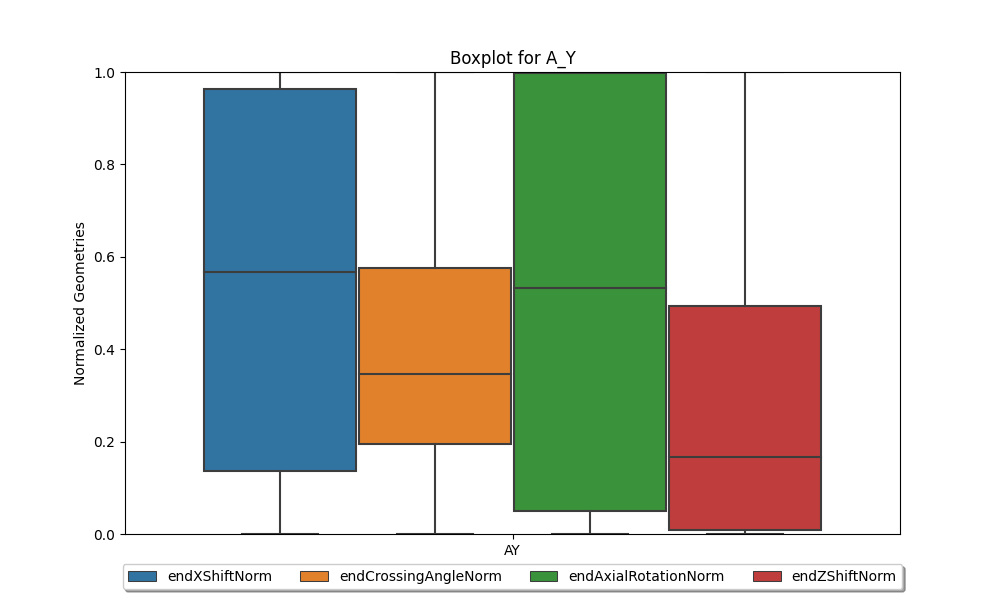 Boxplot for A_Y
Normalized Geometries
1.0
0.8
0.6
0.4
0.2
0.0
AY
endXShiftNorm endCrossingAngleNorm endAxialRotationNorm endZShiftNorm